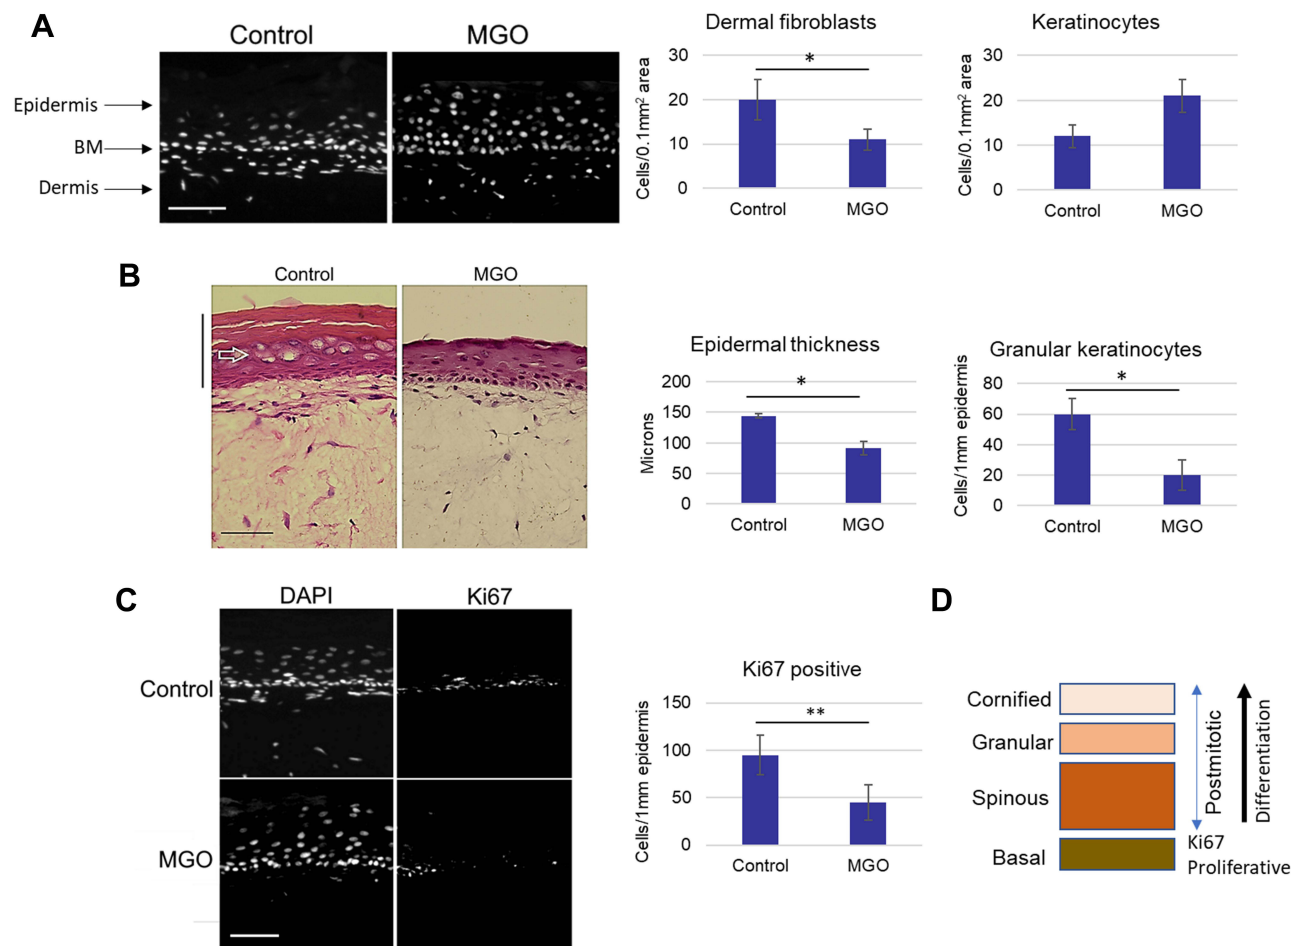 A
Control
MGO
Epidermis
BM
Dermis
Dermal fibroblasts
Cells/0.1mm² area
30
20
10
0
*
Control
MGO
Keratinocytes
Cells/0.1mm² area
30
20
10
0
Control
MGO
B
Control
MGO
Epidermal thickness
Microns
200
150
100
50
0
*
Control
MGO
Granular keratinocytes
Cells/1mm epidermis
80
60
40
20
0
*
Control
MGO
C
DAPI
Ki67
Control
MGO
Ki67 positive
Cells/1mm epidermis
150
100
50
0
**
Control
MGO
D
Cornified
Granular
Spinous
Basal
Postmitotic
Differentiation
Ki67
Proliferative